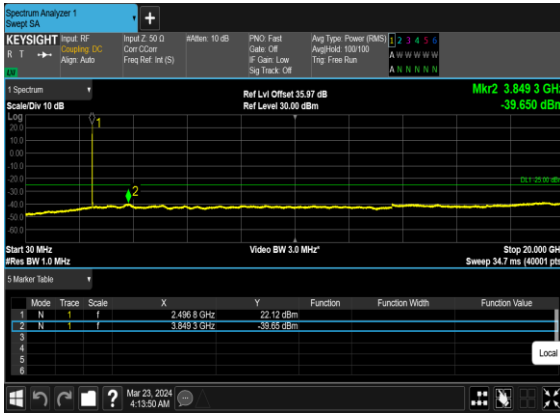 Spectrum Analyzer 1
Swept SA
+
KEYSIGHT
R T
LW
Input: RF
Coupling: DC
Align: Auto
Input Z: 50 Ω
Corr CCorr
Freq Ref: Int (S)
#Atten: 10 dB
PNO: Fast
Gate: Off
IF Gain: Low
Sig Track: Off
Avg Type: Power (RMS)
Avg|Hold: 100/100
Trig: Free Run
1 2 3 4 5 6
A W W W W W
A N N N N N
1 Spectrum
Scale/Div 10 dB
Ref Lvl Offset 35.97 dB
Ref Level 30.00 dBm
Mkr2 3.849 3 GHz
-39.650 dBm
Log
20.0
10.0
0.00
-10.0
-20.0
-30.0
-40.0
-50.0
-60.0
1
2
DL1 -25.00 dBm
Start 30 MHz
#Res BW 1.0 MHz
Video BW 3.0 MHz*
Stop 20.000 GHz
Sweep 34.7 ms (40001 pts)
5 Marker Table
Mode Trace Scale X Y Function Function Width Function Value
1 N 1 f 2.496 8 GHz 22.12 dBm
2 N 1 f 3.849 3 GHz -39.65 dBm
3
4
5
6
Local
?
Mar 23, 2024
4:13:50 AM